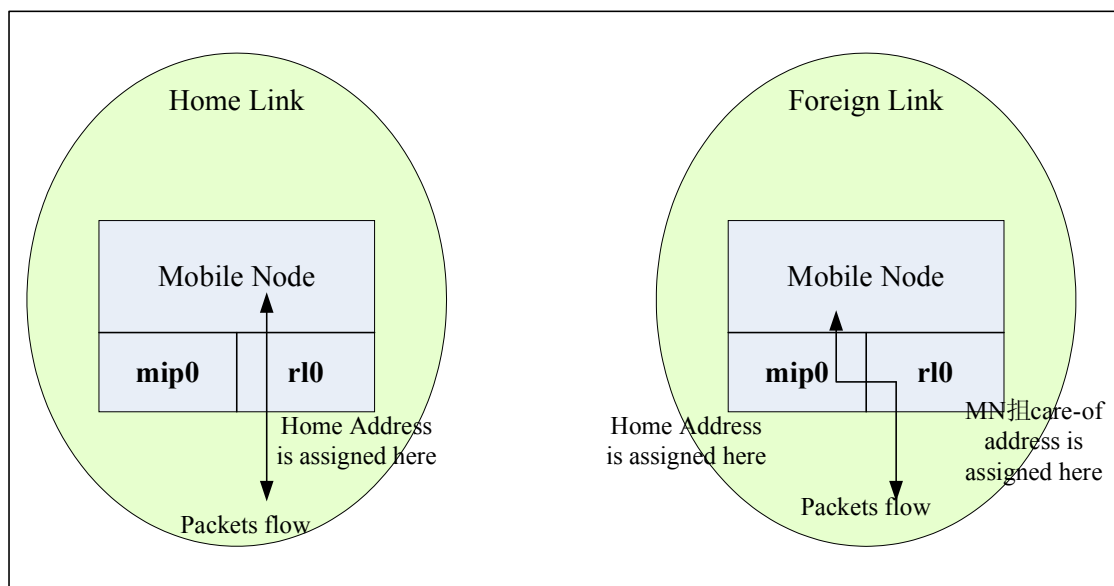 Home Link
Mobile Node
mip0
rl0
Home Address
is assigned here
Packets flow
Foreign Link
Mobile Node
mip0
rl0
Home Address
is assigned here
MN担care-of
address is
assigned here
Packets flow